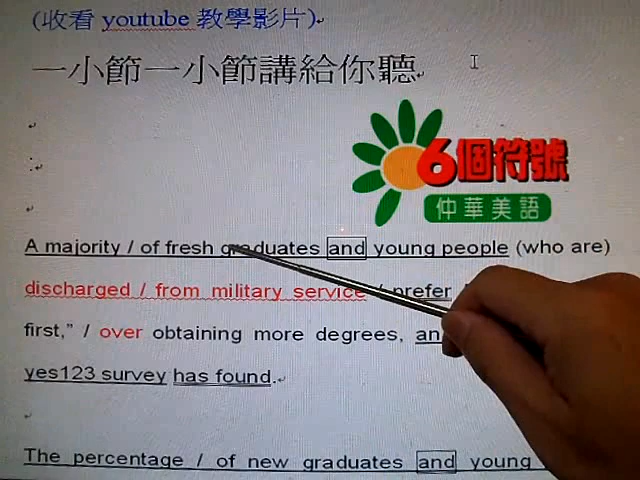 (收看 youtube 教學影片)
一小節一小節講給你聽
:
6個符號
仲華美語
A majority / of fresh graduates and young people (who are)
discharged / from military service / prefer
first,” / over obtaining more degrees, an
yes123 survey has found.
The percentage / of new graduates and young